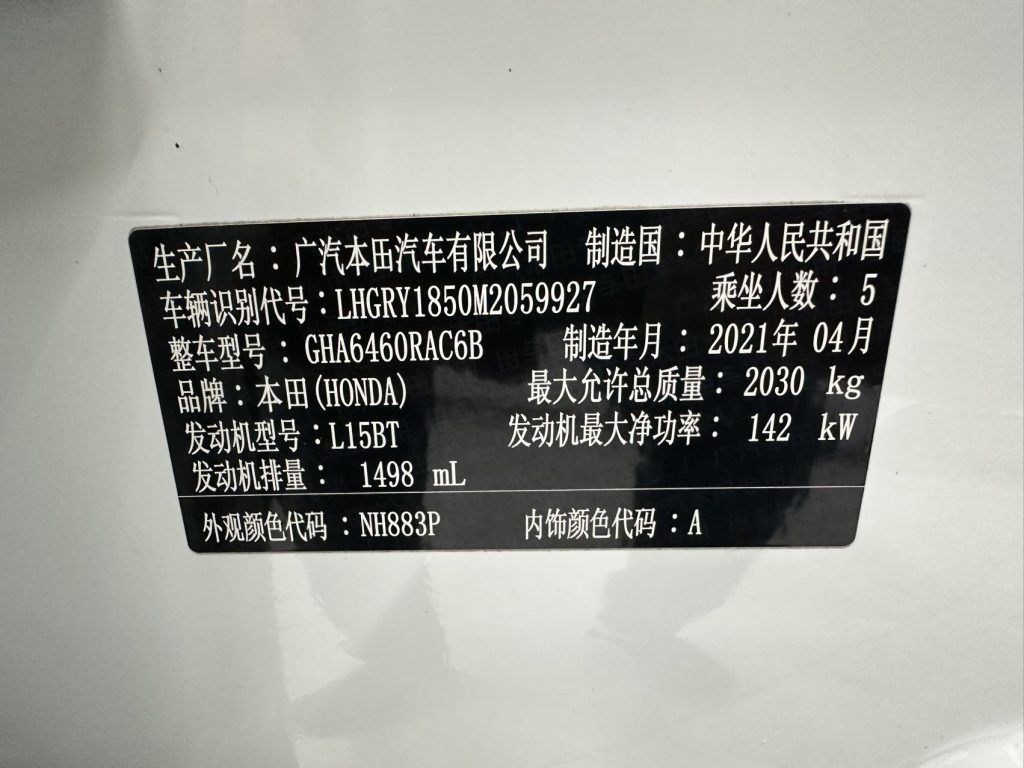 生产厂名：广汽本田汽车有限公司 制造国：中华人民共和国
车辆识别代号：LHGRY1850M2059927 乘坐人数：5
整车型号：GHA6460RAC6B 制造年月：2021年 04月
品牌：本田(HONDA) 最大允许总质量：2030 kg
发动机型号：L15BT 发动机最大净功率：142 kW
发动机排量：1498 mL
外观颜色代码：NH883P 内饰颜色代码：A